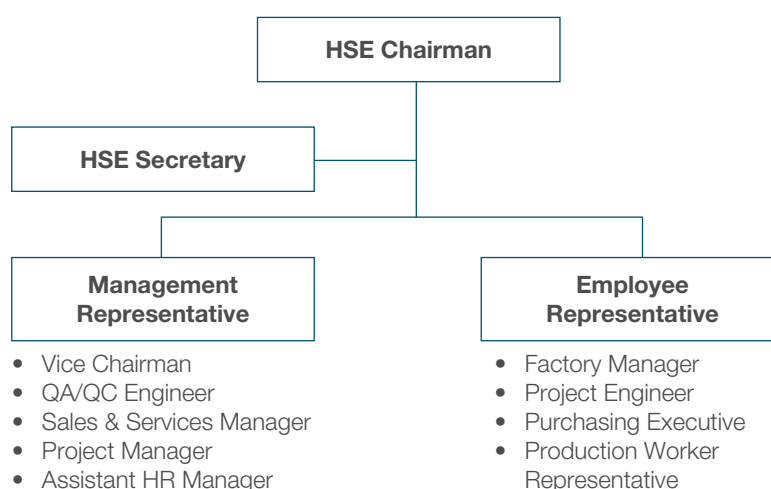 HSE Chairman
HSE Secretary
Management
Representative
• Vice Chairman
• QA/QC Engineer
• Sales & Services Manager
• Project Manager
• Assistant HR Manager
Employee
Representative
• Factory Manager
• Project Engineer
• Purchasing Executive
• Production Worker
Representative